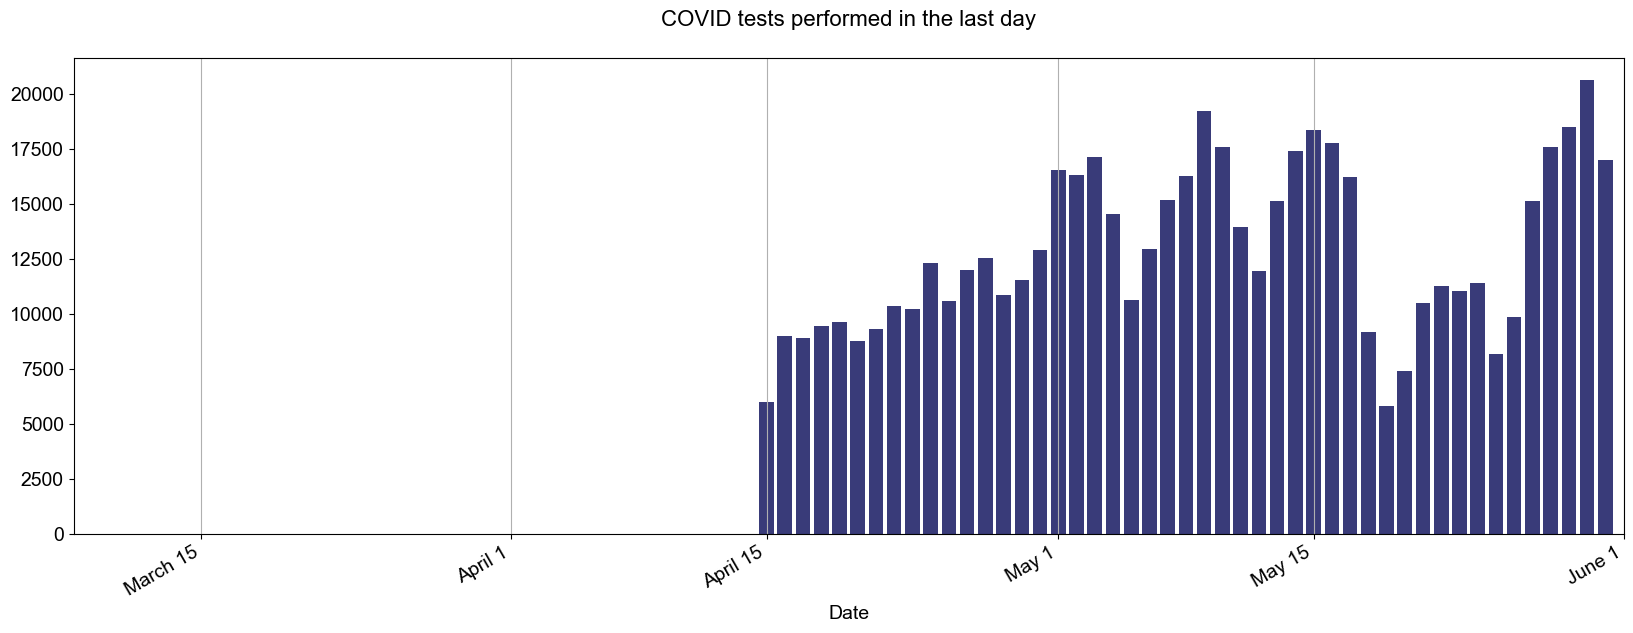 COVID tests performed in the last day
20000
17500
15000
12500
10000
7500
5000
2500
0
March 15
April 1
April 15
May 1
May 15
June 1
Date